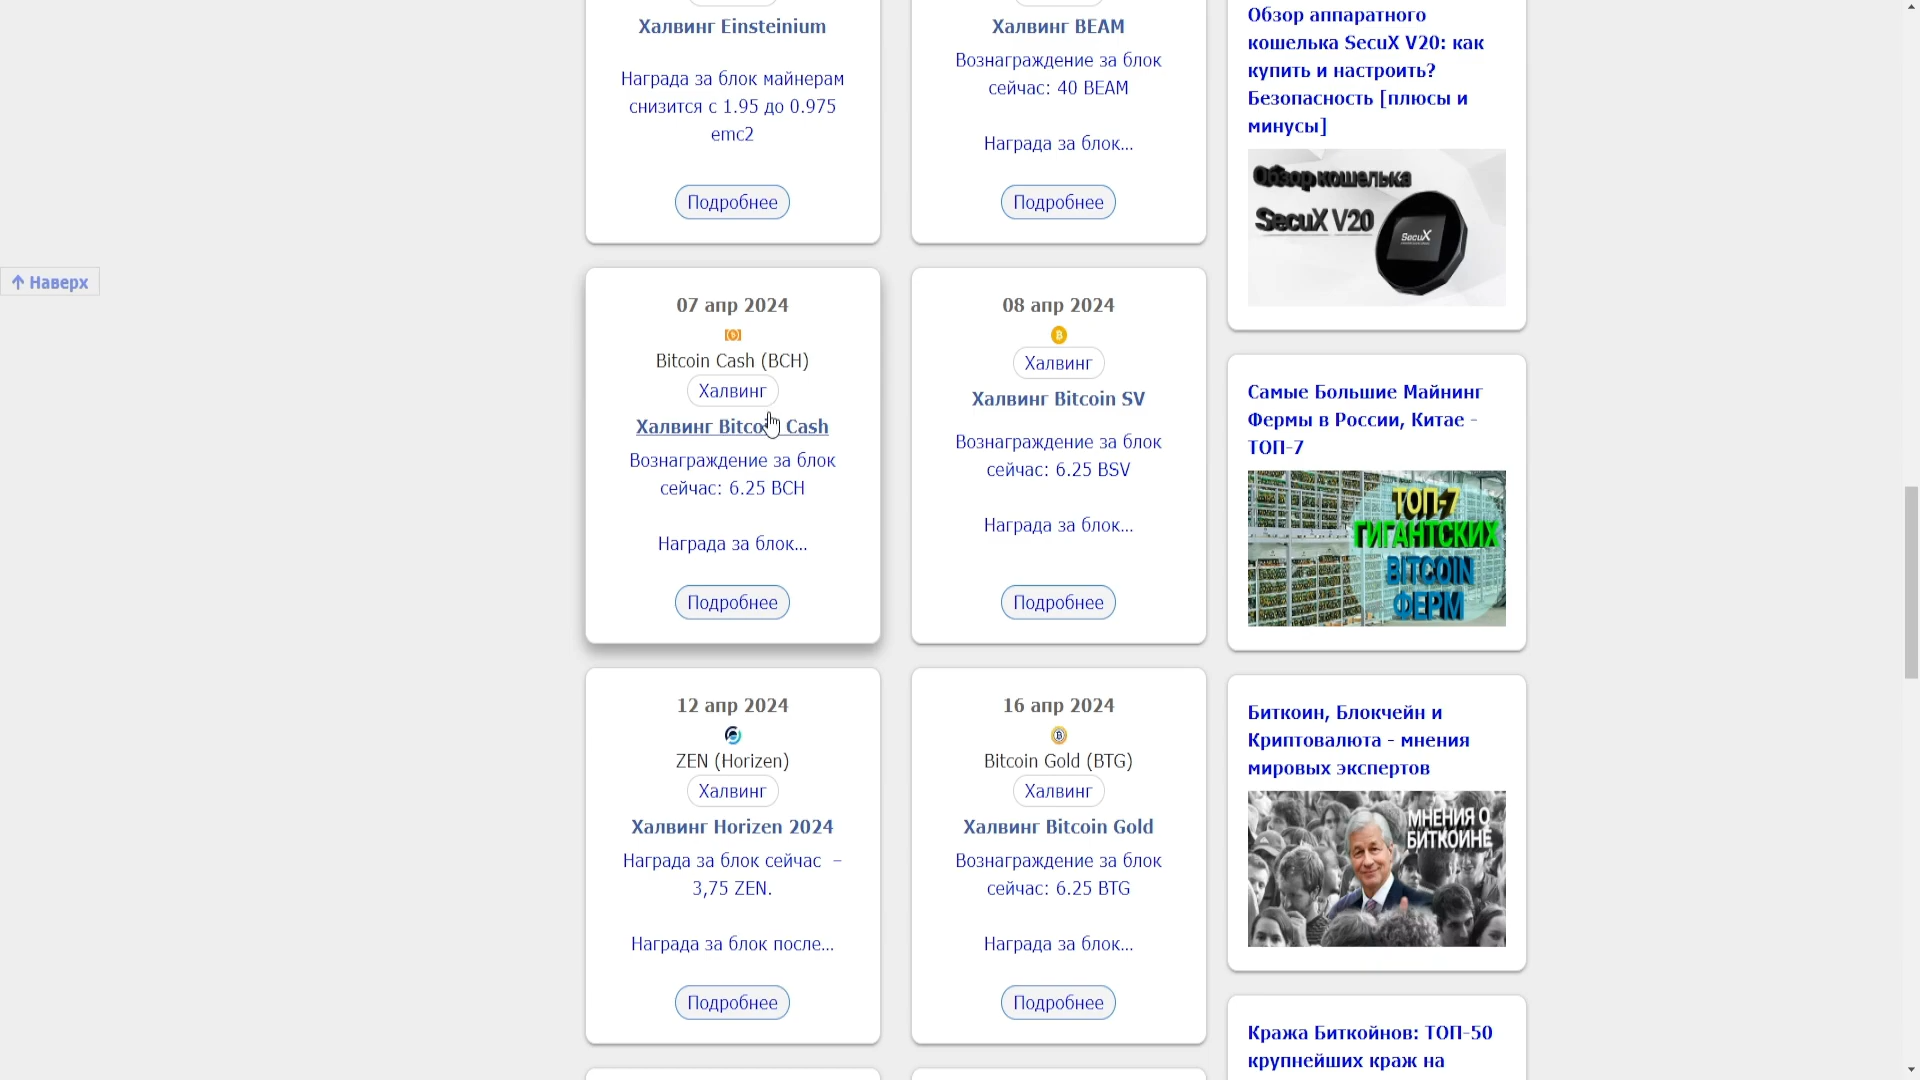 Халвинг Einsteinium
Награда за блок майнерам
снизится с 1.95 до 0.975
emc2
Подробнее
Халвинг BEAM
Вознаграждение за блок
сейчас: 40 BEAM
Награда за блок...
Подробнее
↑ Наверх
07 апр 2024
Bitcoin Cash (BCH)
Халвинг
Халвинг Bitcoin Cash
Вознаграждение за блок
сейчас: 6.25 BCH
Награда за блок...
Подробнее
08 апр 2024
Халвинг
Халвинг Bitcoin SV
Вознаграждение за блок
сейчас: 6.25 BSV
Награда за блок...
Подробнее
12 апр 2024
ZEN (Horizen)
Халвинг
Халвинг Horizen 2024
Награда за блок сейчас –
3,75 ZEN.
Награда за блок после...
Подробнее
16 апр 2024
Bitcoin Gold (BTG)
Халвинг
Халвинг Bitcoin Gold
Вознаграждение за блок
сейчас: 6.25 BTG
Награда за блок...
Подробнее
Обзор аппаратного
кошелька SecuX V20: как
купить и настроить?
Безопасность [плюсы и
минусы]
Обзор кошелька
SecuX V20
SecuX
Самые Большие Майнинг
Фермы в России, Китае -
ТОП-7
ТОП-7
ГИГАНТСКИХ
BITCOIN
ФЕРМ
Биткоин, Блокчейн и
Криптовалюта - мнения
мировых экспертов
МНЕНИЯ О
БИТКОИНЕ
Кража Биткойнов: ТОП-50
крупнейших краж на